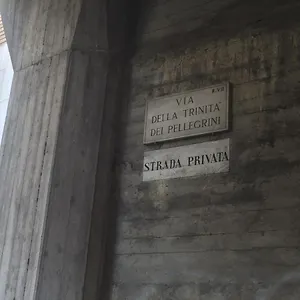 VIA
DELLA TRINITA'
DEI PELLEGRINI
STRADA PRIVATA